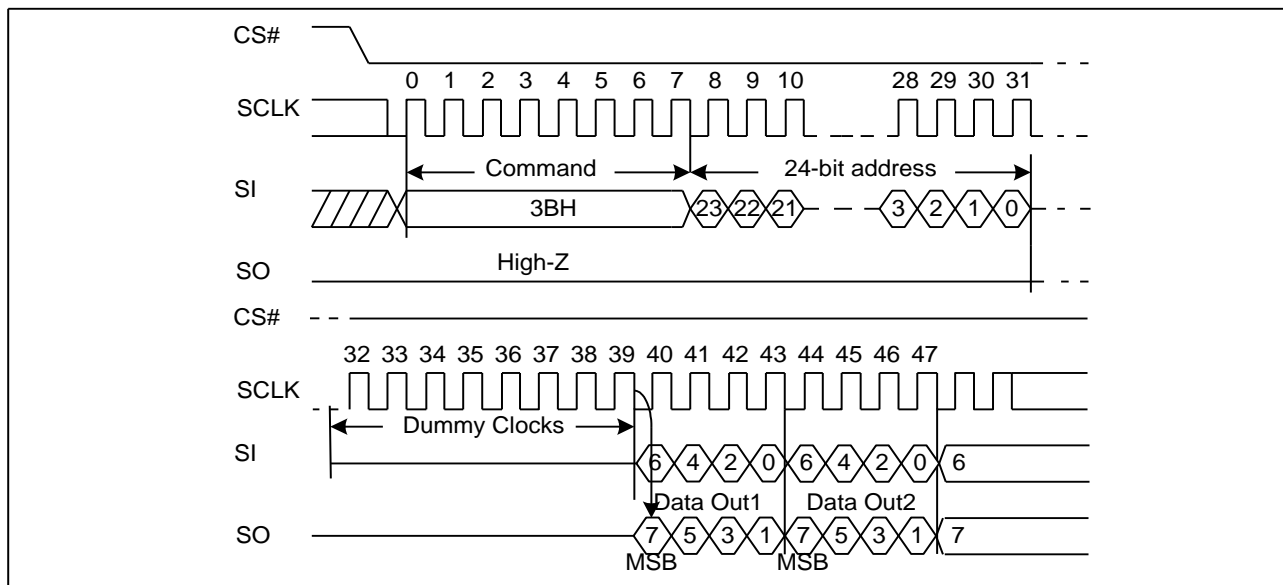 CS#
0 1 2 3 4 5 6 7 8 9 10 28 29 30 31
SCLK
Command 24-bit address
SI
3BH 23 22 21 3 2 1 0
High-Z
SO
CS#
32 33 34 35 36 37 38 39 40 41 42 43 44 45 46 47
SCLK
Dummy Clocks
SI
6 4 2 0 6 4 2 0 6
Data Out1 Data Out2
SO
7 5 3 1 7 5 3 1 7
MSB MSB